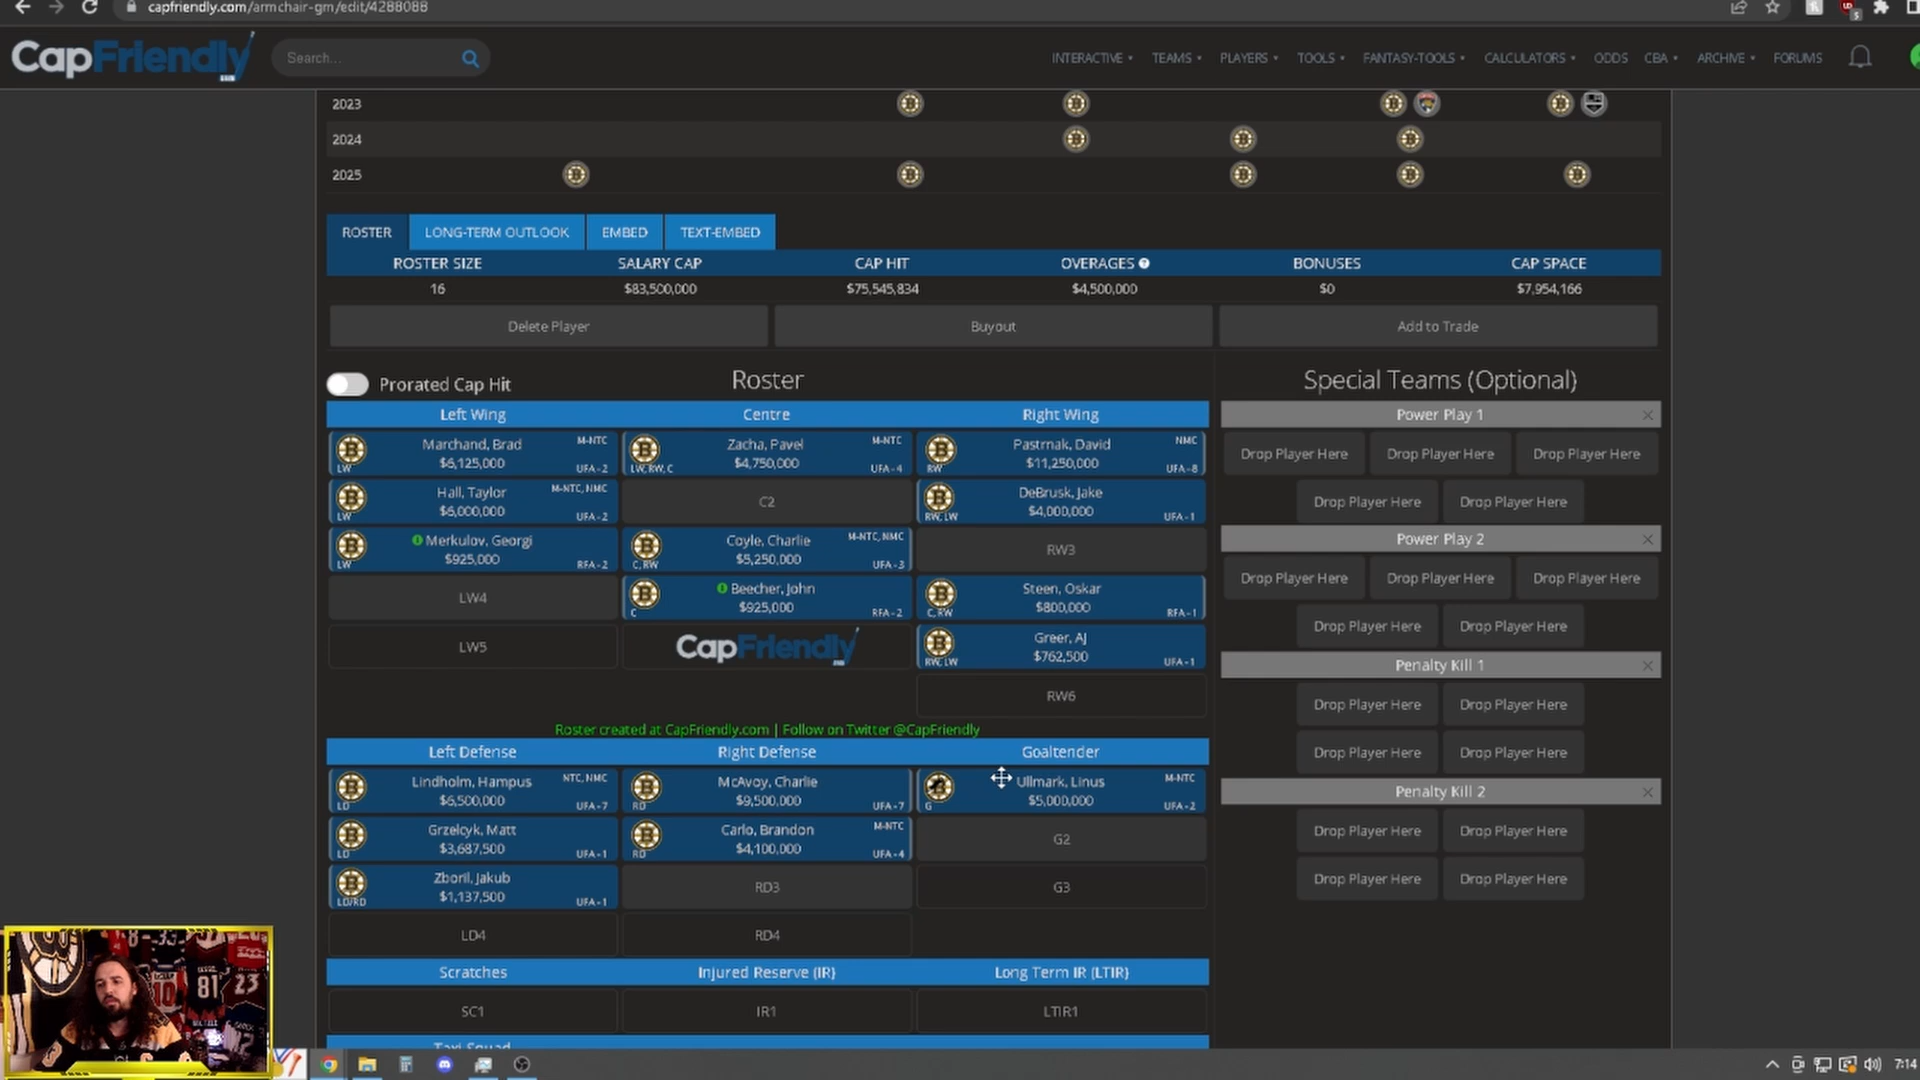 capfriendly.com/armchair-gm/edit/4288088
CapFriendly
Search...
INTERACTIVE TEAMS PLAYERS TOOLS FANTASY-TOOLS CALCULATORS ODDS CBA ARCHIVE FORUMS
2023
2024
2025
ROSTER LONG-TERM OUTLOOK EMBED TEXT-EMBED
ROSTER SIZE SALARY CAP CAP HIT OVERAGES BONUSES CAP SPACE
16 $83,500,000 $75,545,834 $4,500,000 $0 $7,954,166
Delete Player Buyout Add to Trade
Prorated Cap Hit Roster Special Teams (Optional)
Left Wing Centre Right Wing Power Play 1
Marchand, Brad M-NTC Zacha, Pavel M-NTC Pastrnak, David NMC
$6,125,000 $4,750,000 $11,250,000
LW UFA-2 LW, RW, C UFA-4 RW UFA-8
Drop Player Here Drop Player Here Drop Player Here
Hall, Taylor M-NTC, NMC C2 DeBrusk, Jake
$6,000,000 $4,000,000
LW UFA-2 RW, LW UFA-1
Drop Player Here Drop Player Here
Power Play 2
Merkulov, Georgi Coyle, Charlie M-NTC, NMC RW3
$925,000 $5,250,000
LW RFA-2 C, RW UFA-3
Drop Player Here Drop Player Here Drop Player Here
LW4 Beecher, John Steen, Oskar
$925,000 $800,000
C RFA-2 C, RW RFA-1
Drop Player Here Drop Player Here
LW5 CapFriendly Greer, AJ
$762,500
RW, LW UFA-1
Penalty Kill 1
RW6
Drop Player Here Drop Player Here
Roster created at CapFriendly.com | Follow on Twitter @CapFriendly
Left Defense Right Defense Goaltender
Drop Player Here Drop Player Here
Lindholm, Hampus NTC, NMC McAvoy, Charlie Ullmark, Linus M-NTC
$6,500,000 $9,500,000 $5,000,000
LD UFA-7 RD UFA-7 G UFA-2
Penalty Kill 2
Grzelcyk, Matt Carlo, Brandon M-NTC G2
$3,687,500 $4,100,000
LD UFA-1 RD UFA-4
Drop Player Here Drop Player Here
Zboril, Jakub RD3 G3
$1,137,500
LD/RD UFA-1
Drop Player Here Drop Player Here
LD4 RD4
Scratches Injured Reserve (IR) Long Term IR (LTIR)
SC1 IR1 LTIR1
Taxi Squad
81
23
7:14